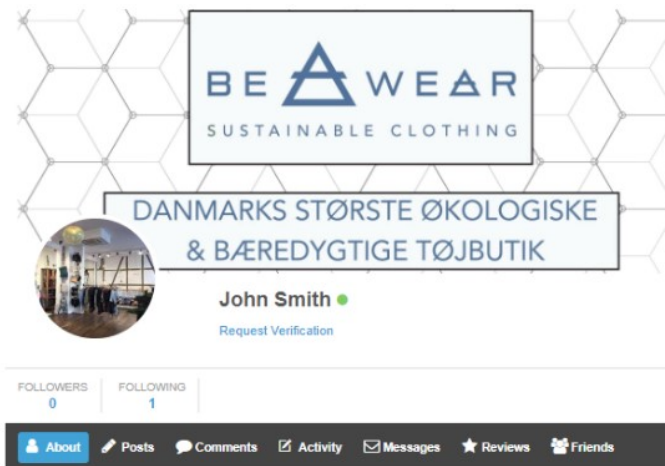 BE A WEAR
SUSTAINABLE CLOTHING
DANMARKS STØRSTE ØKOLOGISKE
& BÆREDYGTIGE TØJBUTIK
John Smith
Request Verification
FOLLOWERS FOLLOWING
0 1
About Posts Comments Activity Messages Reviews Friends